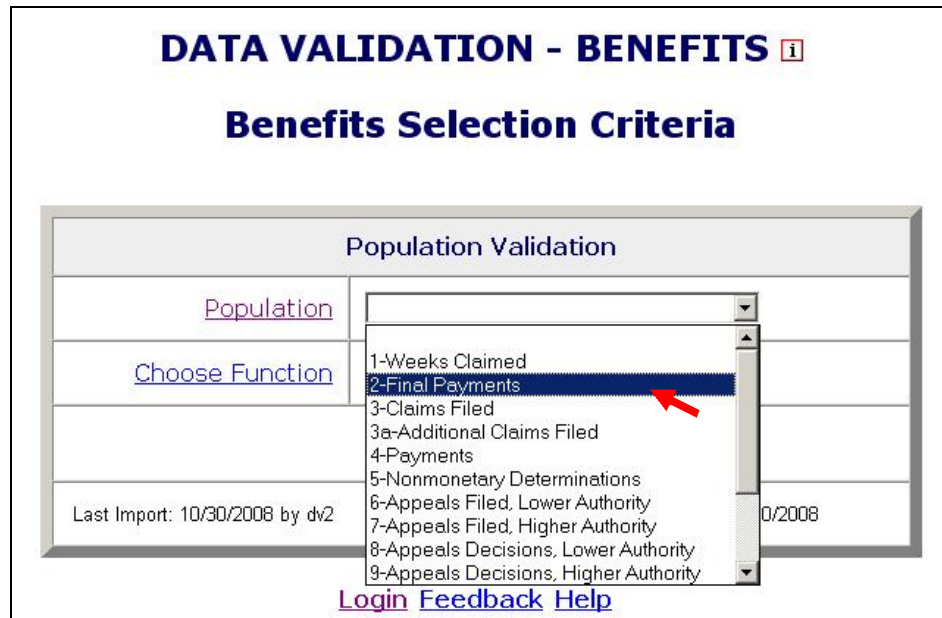 DATA VALIDATION - BENEFITS i
Benefits Selection Criteria
Population Validation
Population
Choose Function
1-Weeks Claimed
2-Final Payments
3-Claims Filed
3a-Additional Claims Filed
4-Payments
5-Nonmonetary Determinations
6-Appeals Filed, Lower Authority
7-Appeals Filed, Higher Authority
8-Appeals Decisions, Lower Authority
9-Appeals Decisions, Higher Authority
Last Import: 10/30/2008 by dv2
0/2008
Login Feedback Help